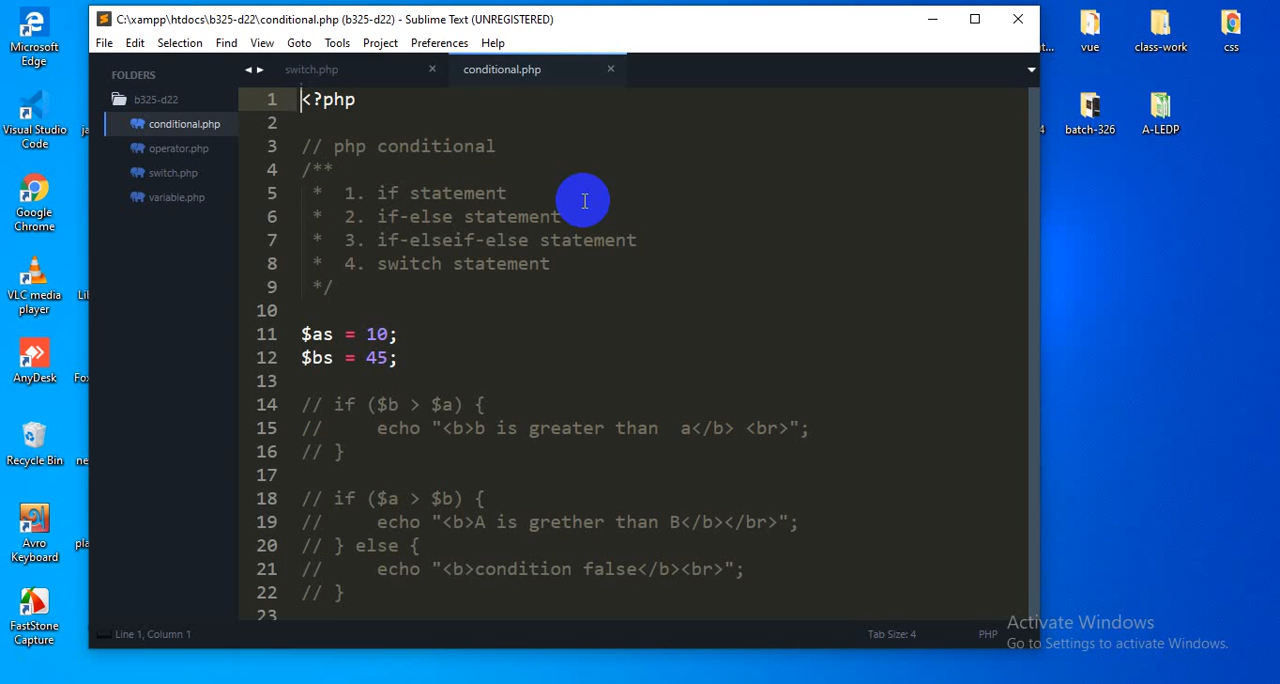 C:\xampp\htdocs\b325-d22\conditional.php (b325-d22) - Sublime Text (UNREGISTERED)
File Edit Selection Find View Goto Tools Project Preferences Help
FOLDERS
b325-d22
conditional.php
operator.php
switch.php
variable.php
switch.php
conditional.php
1 <?php
2
3 // php conditional
4 /**
5 * 1. if statement
6 * 2. if-else statement
7 * 3. if-elseif-else statement
8 * 4. switch statement
9 */
10
11 $as = 10;
12 $bs = 45;
13
14 // if ($b > $a) {
15 // echo "<b>b is greater than  a</b> <br>";
16 // }
17
18 // if ($a > $b) {
19 // echo "<b>A is grether than B</b></br>";
20 // } else {
21 // echo "<b>condition false</b><br>";
22 // }
23
Line 1, Column 1
Tab Size: 4
PHP
Microsoft
Edge
Visual Studio
Code
Google
Chrome
VLC media
player
AnyDesk
Recycle Bin
Avro
Keyboard
FastStone
Capture
vue
class-work
css
batch-326
A-LEDP
Activate Windows
Go to Settings to activate Windows.